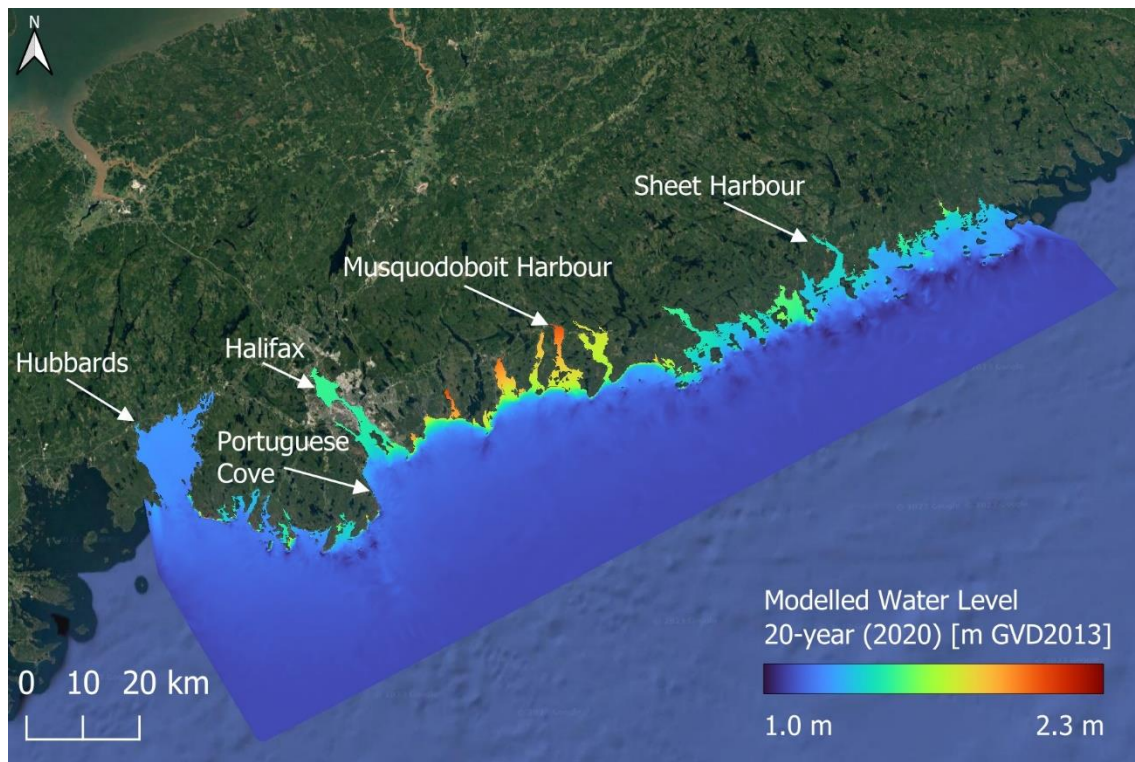 N
Sheet Harbour
Musquodoboit Harbour
Halifax
Hubbards
Portuguese
Cove
Modelled Water Level
20-year (2020) [m GVD2013]
0 10 20 km
1.0 m 2.3 m